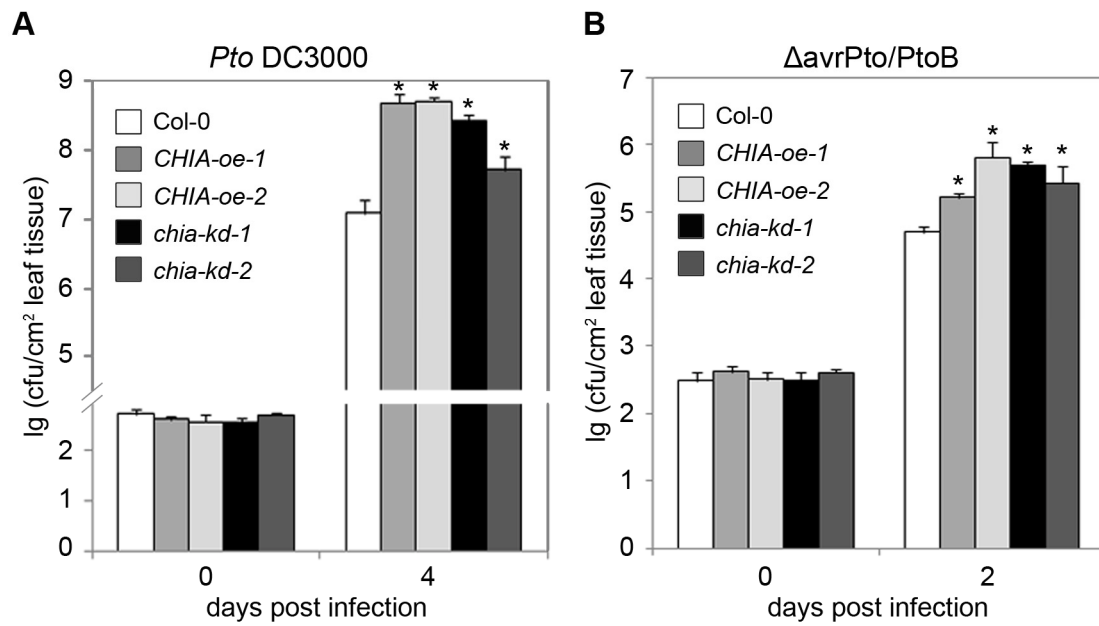 A
Pto DC3000
9
8
7
6
5
2
1
0
lg (cfu/cm² leaf tissue)
Col-0
CHIA-oe-1
CHIA-oe-2
chia-kd-1
chia-kd-2
* * * *
0 4
days post infection
B
ΔavrPto/PtoB
7
6
5
4
3
2
1
0
lg (cfu/cm² leaf tissue)
Col-0
CHIA-oe-1
CHIA-oe-2
chia-kd-1
chia-kd-2
* * * *
0 2
days post infection